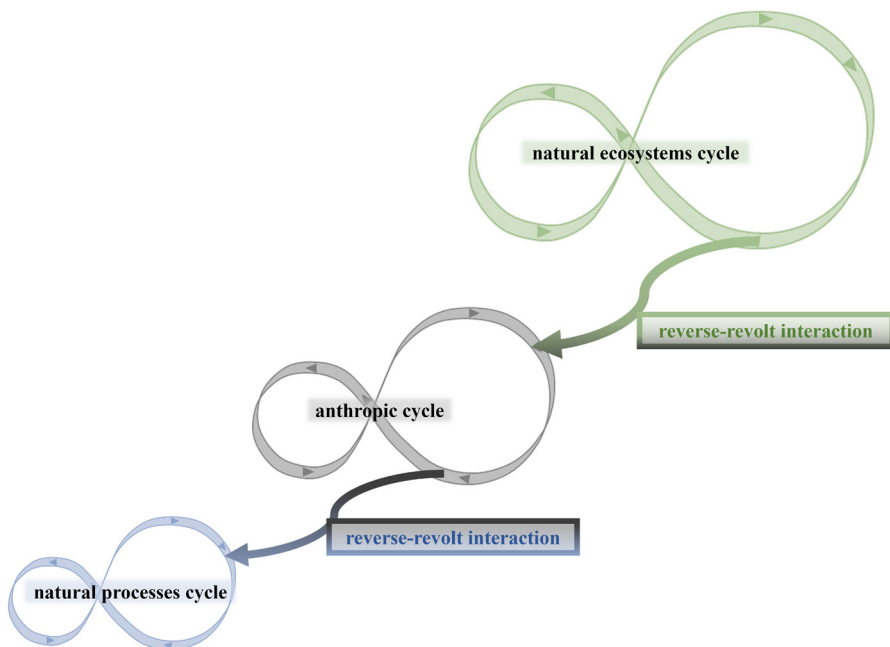 natural ecosystems cycle
reverse-revolt interaction
anthropic cycle
reverse-revolt interaction
natural processes cycle